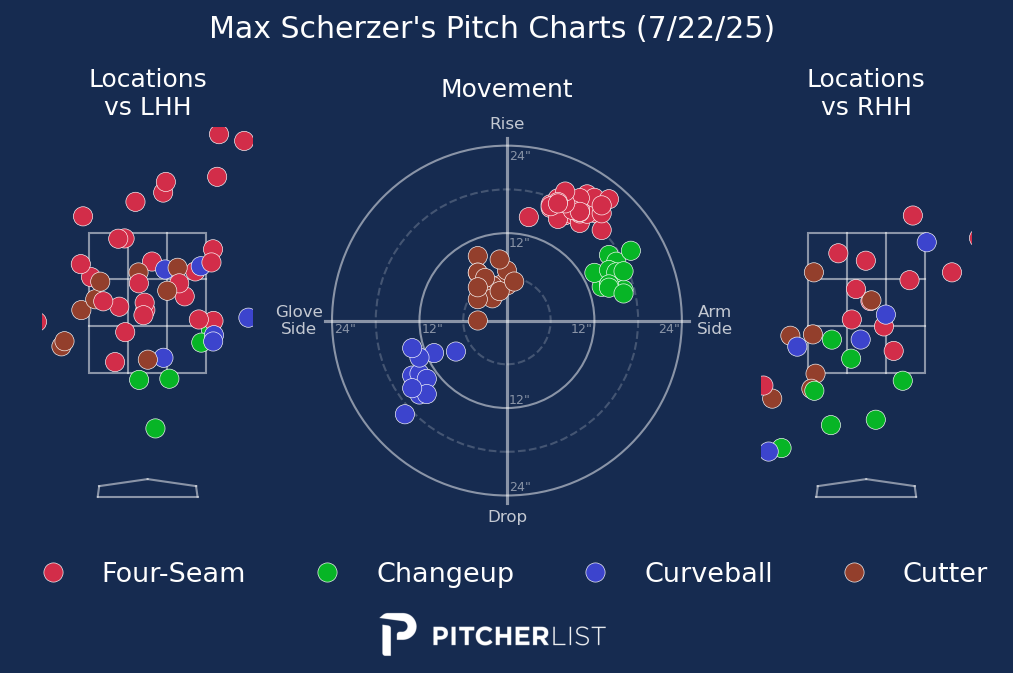 Max Scherzer's Pitch Charts (7/22/25)
Locations
vs LHH
Movement
Locations
vs RHH
Rise
24"
12"
Glove
Side
24"
12"
12"
24"
Arm
Side
12"
24"
Drop
Four-Seam
Changeup
Curveball
Cutter
PITCHERLIST